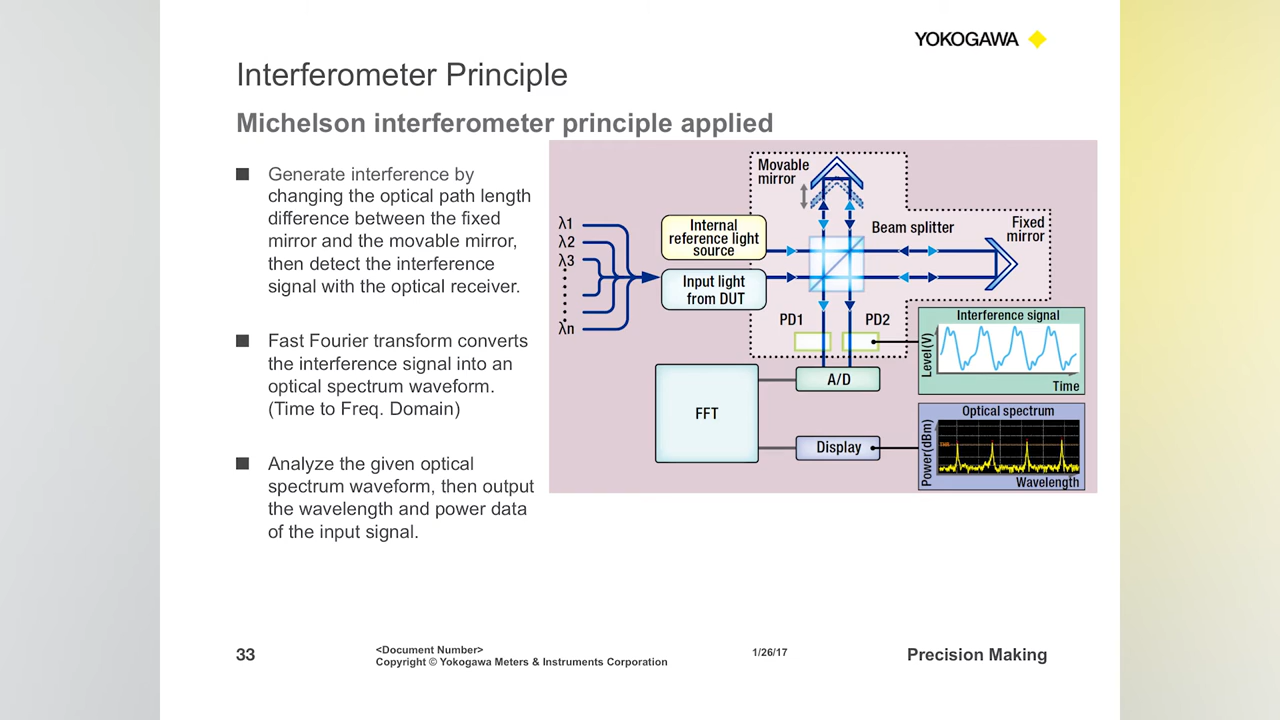 YOKOGAWA
Interferometer Principle
Michelson interferometer principle applied
Generate interference by
changing the optical path length
difference between the fixed
mirror and the movable mirror,
then detect the interference
signal with the optical receiver.
Fast Fourier transform converts
the interference signal into an
optical spectrum waveform.
(Time to Freq. Domain)
Analyze the given optical
spectrum waveform, then output
the wavelength and power data
of the input signal.
Movable
mirror
λ1
λ2
λ3
λn
Internal
reference light
source
Input light
from DUT
Beam splitter
Fixed
mirror
PD1
PD2
Interference signal
Level(V)
Time
A/D
FFT
Display
Optical spectrum
Power(dBm)
Wavelength
33
<Document Number>
Copyright © Yokogawa Meters & Instruments Corporation
1/26/17
Precision Making